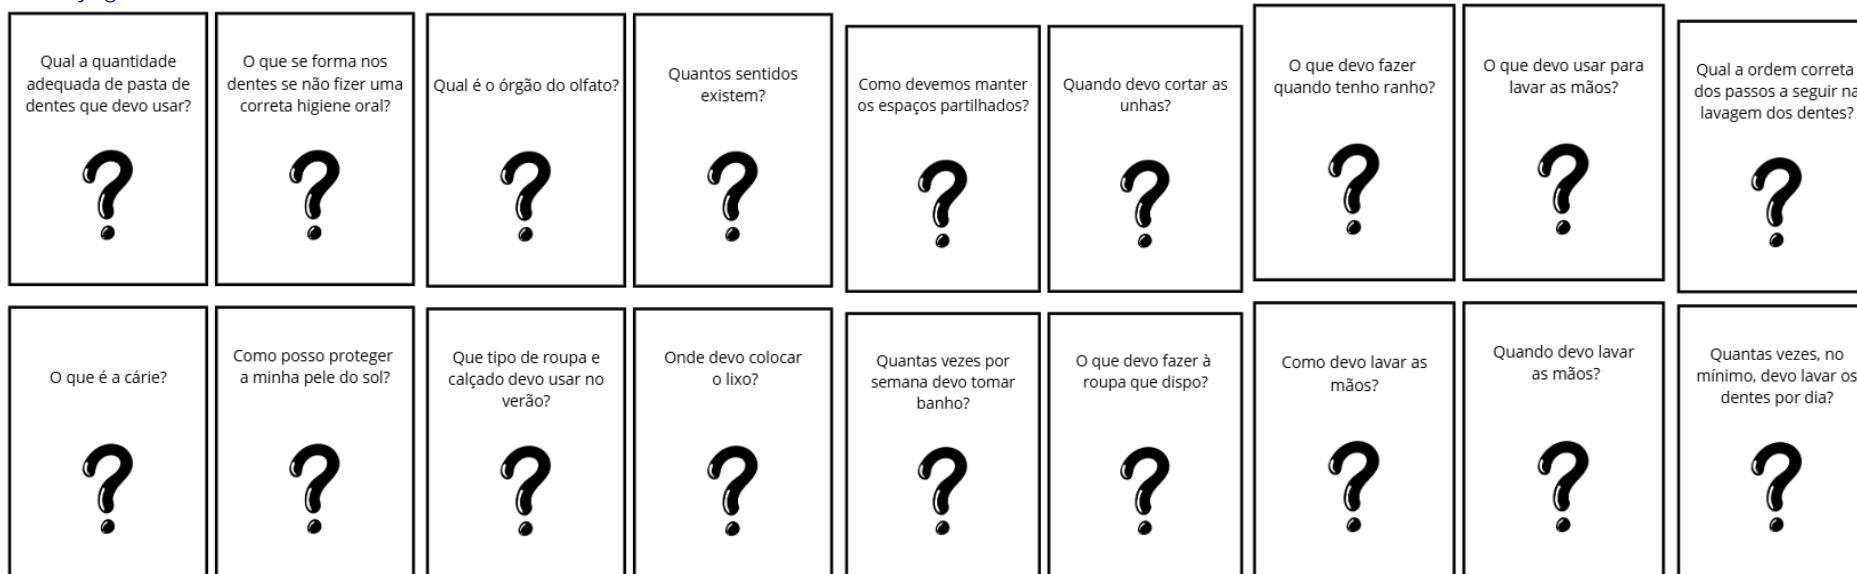 Qual a quantidade
adequada de pasta de
dentes que devo usar?
O que se forma nos
dentes se não fizer uma
correta higiene oral?
Qual é o órgão do olfato?
Quantos sentidos
existem?
Como devemos manter
os espaços partilhados?
Quando devo cortar as
unhas?
O que devo fazer
quando tenho ranho?
O que devo usar para
lavar as mãos?
Qual a ordem correta
dos passos a seguir na
lavagem dos dentes?
O que é a cárie?
Como posso proteger
a minha pele do sol?
Que tipo de roupa e
calçado devo usar no
verão?
Onde devo colocar
o lixo?
Quantas vezes por
semana devo tomar
banho?
O que devo fazer à
roupa que dispo?
Como devo lavar as
mãos?
Quando devo lavar
as mãos?
Quantas vezes, no
mínimo, devo lavar os
dentes por dia?